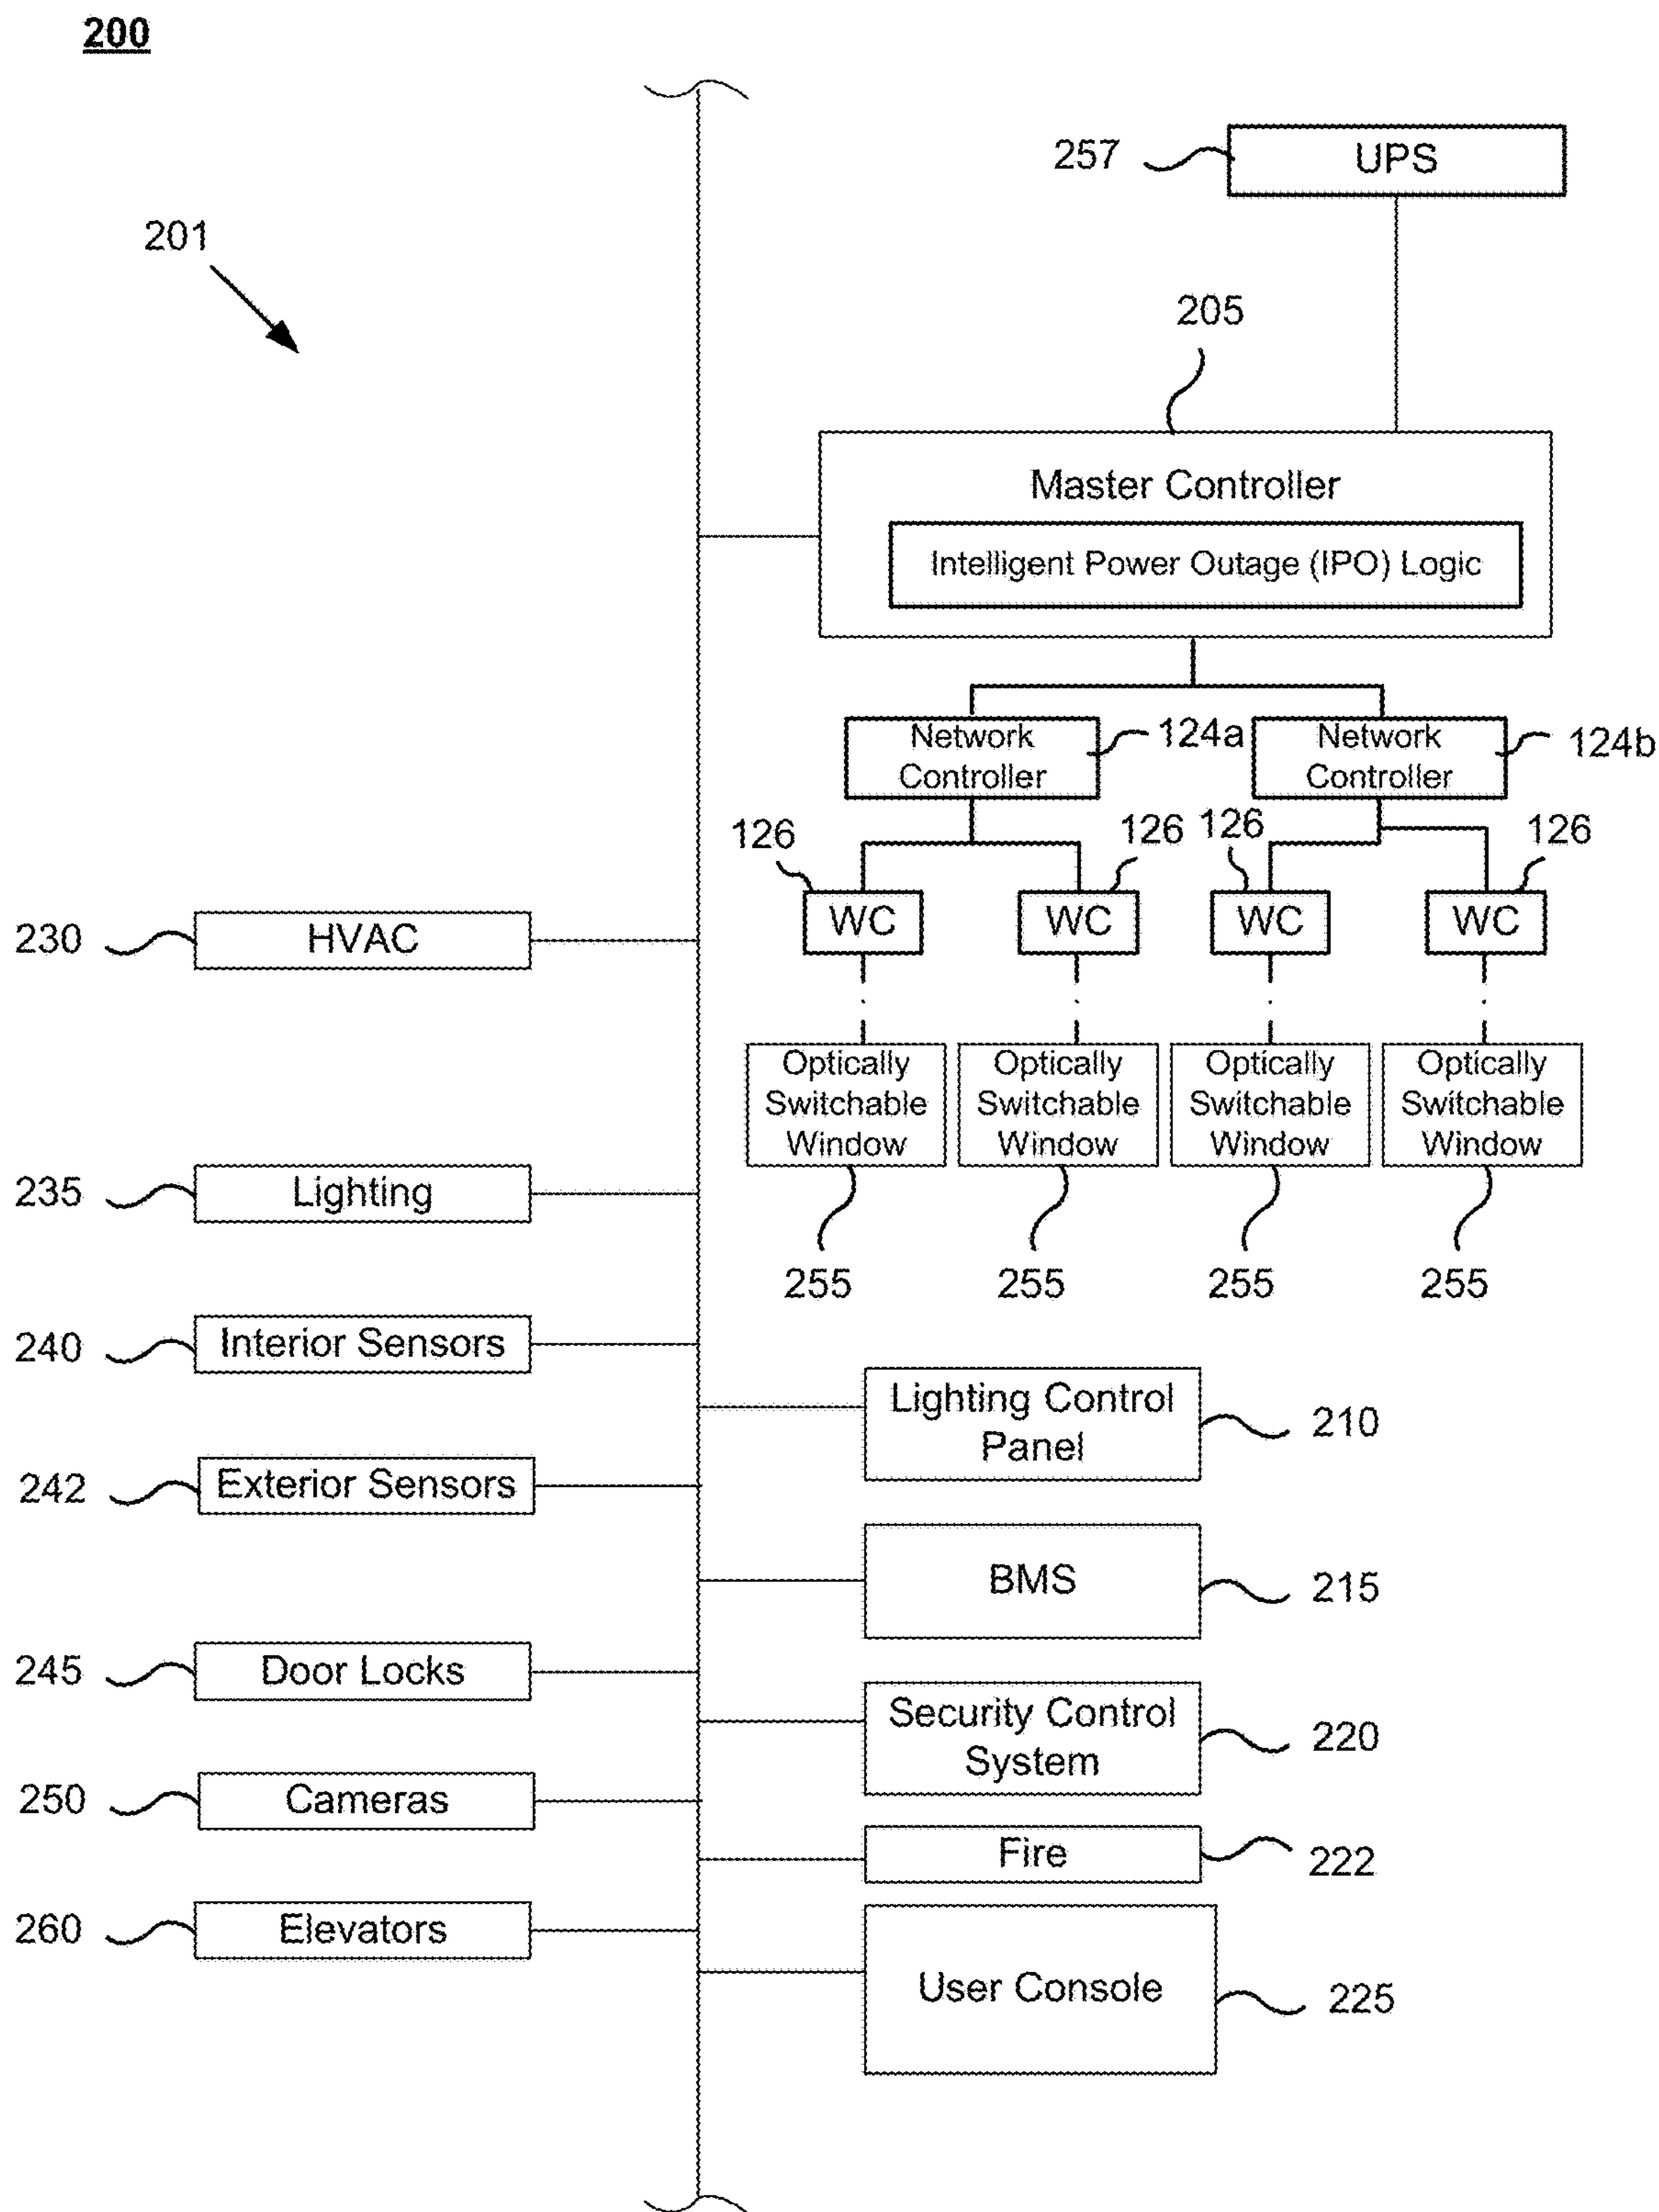 200
201
257
UPS
205
Master Controller
Intelligent Power Outage (IPO) Logic
Network
Controller
124a
Network
Controller
124b
126
126
126
126
WC
WC
WC
WC
Optically
Switchable
Window
Optically
Switchable
Window
Optically
Switchable
Window
Optically
Switchable
Window
255
255
255
255
230
HVAC
235
Lighting
240
Interior Sensors
242
Exterior Sensors
245
Door Locks
250
Cameras
260
Elevators
Lighting Control
Panel
210
BMS
215
Security Control
System
220
Fire
222
User Console
225